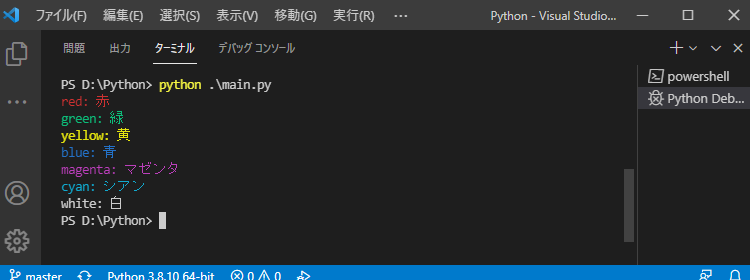 ファイル(F) 編集(E) 選択(S) 表示(V) 移動(G) 実行(R) ··· Python - Visual Studio...
問題 出力 ターミナル デバッグ コンソール
PS D:\Python> python .\main.py
red: 赤
green: 緑
yellow: 黄
blue: 青
magenta: マゼンタ
cyan: シアン
white: 白
PS D:\Python>
powershell
Python Deb...
master Python 3.8.10 64-bit 0 0